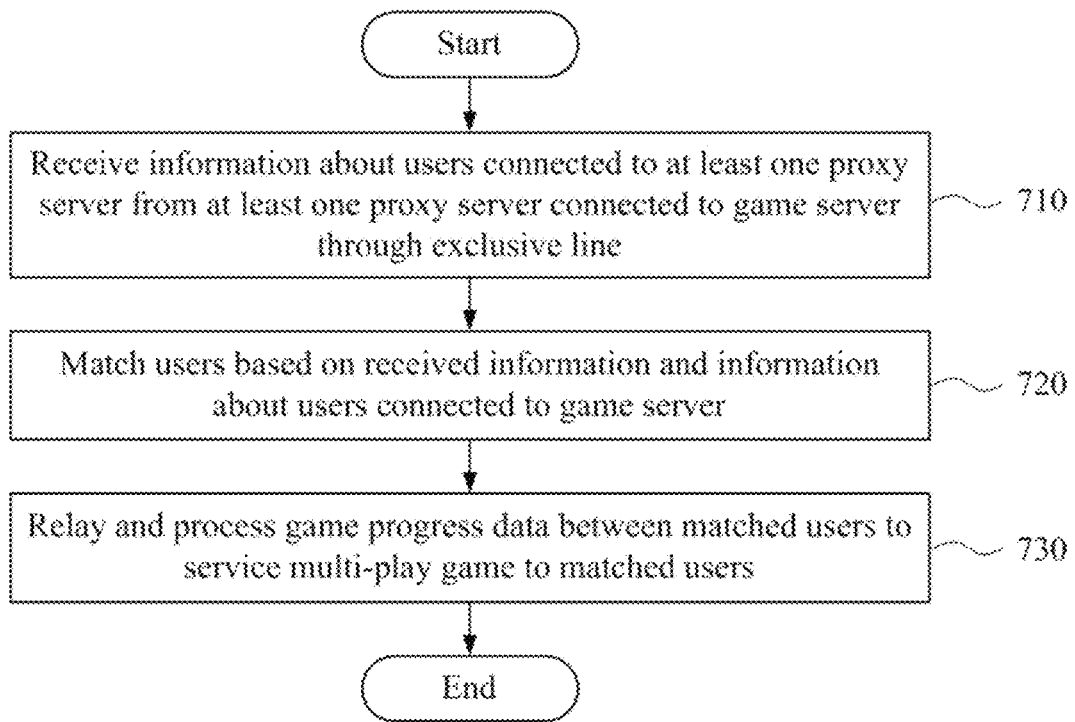 Start
Receive information about users connected to at least one proxy
server from at least one proxy server connected to game server
through exclusive line
710
Match users based on received information and information
about users connected to game server
720
Relay and process game progress data between matched users to
service multi-play game to matched users
730
End